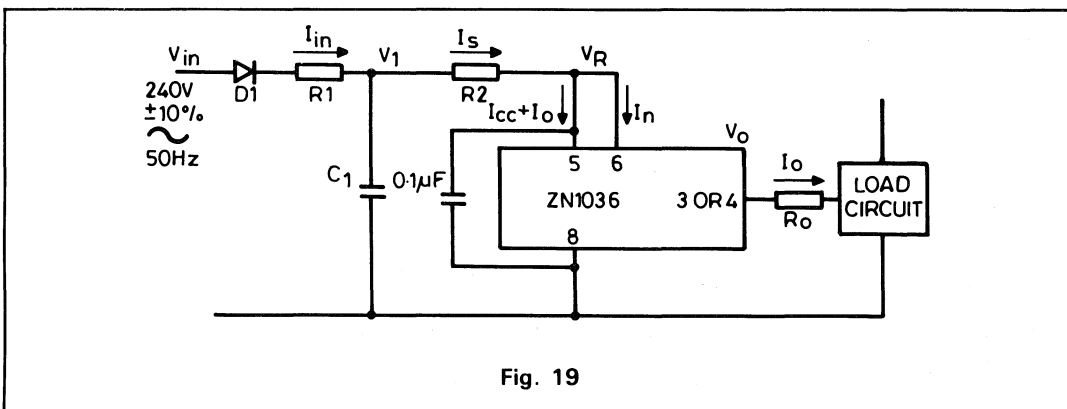 Vin
240V
±10%
50Hz
D1
Iin
R1
V1
C1
Is
R2
VR
Icc+Io
In
0.1µF
5 6
ZN1036
3 OR 4
8
Vo
Io
Ro
LOAD
CIRCUIT
Fig. 19